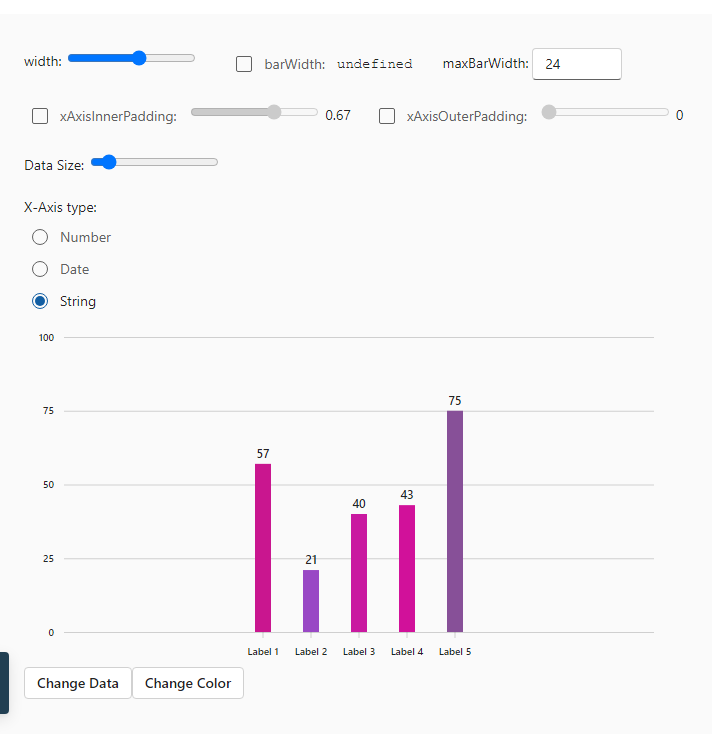 width: barWidth: undefined maxBarWidth: 24
xAxisInnerPadding: 0.67 xAxisOuterPadding: 0
Data Size:
X-Axis type:
Number
Date
String
100
75
75
57
50
43
40
25
21
0
Label 1 Label 2 Label 3 Label 4 Label 5
Change Data Change Color